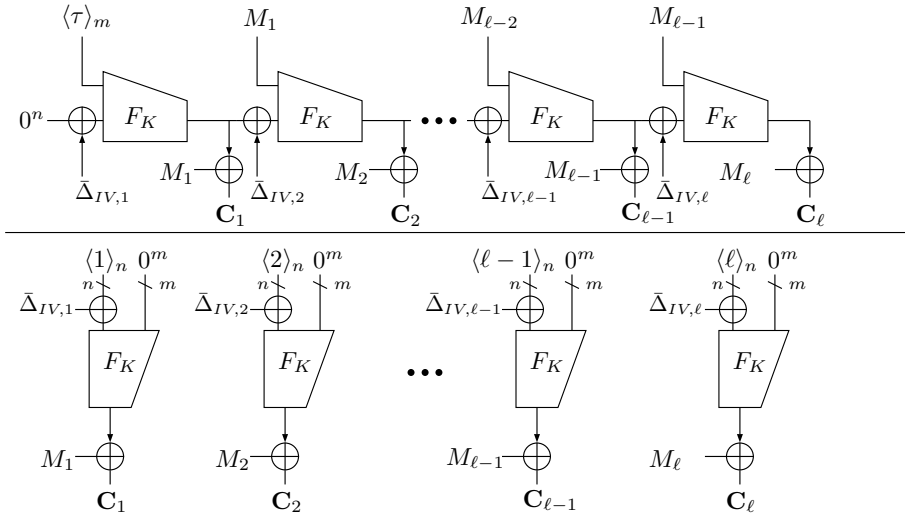 ⟨τ⟩_m M_1 M_{ℓ−2} M_{ℓ−1}
0^n F_K F_K ••• F_K F_K
M_1 M_2 M_{ℓ−1} M_ℓ
Δ̄_{IV,1} Δ̄_{IV,2} Δ̄_{IV,ℓ−1} Δ̄_{IV,ℓ}
C_1 C_2 C_{ℓ−1} C_ℓ
⟨1⟩_n 0^m ⟨2⟩_n 0^m ⟨ℓ − 1⟩_n 0^m ⟨ℓ⟩_n 0^m
n m n m n m n m
Δ̄_{IV,1} Δ̄_{IV,2} Δ̄_{IV,ℓ−1} Δ̄_{IV,ℓ}
F_K F_K ••• F_K F_K
M_1 M_2 M_{ℓ−1} M_ℓ
C_1 C_2 C_{ℓ−1} C_ℓ